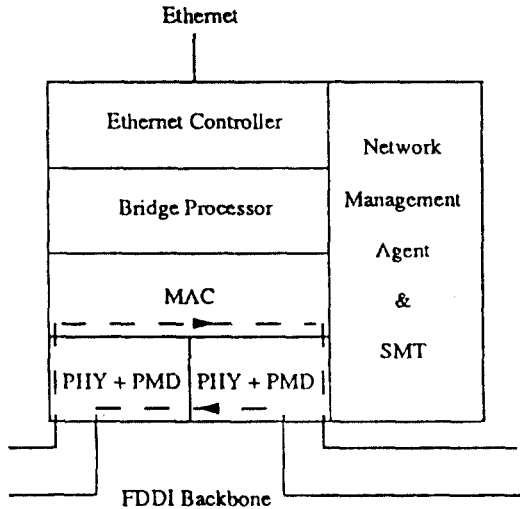 Ethernet
Ethernet Controller
Bridge Processor
MAC
PHY + PMD
PHY + PMD
Network
Management
Agent
&
SMT
FDDI Backbone